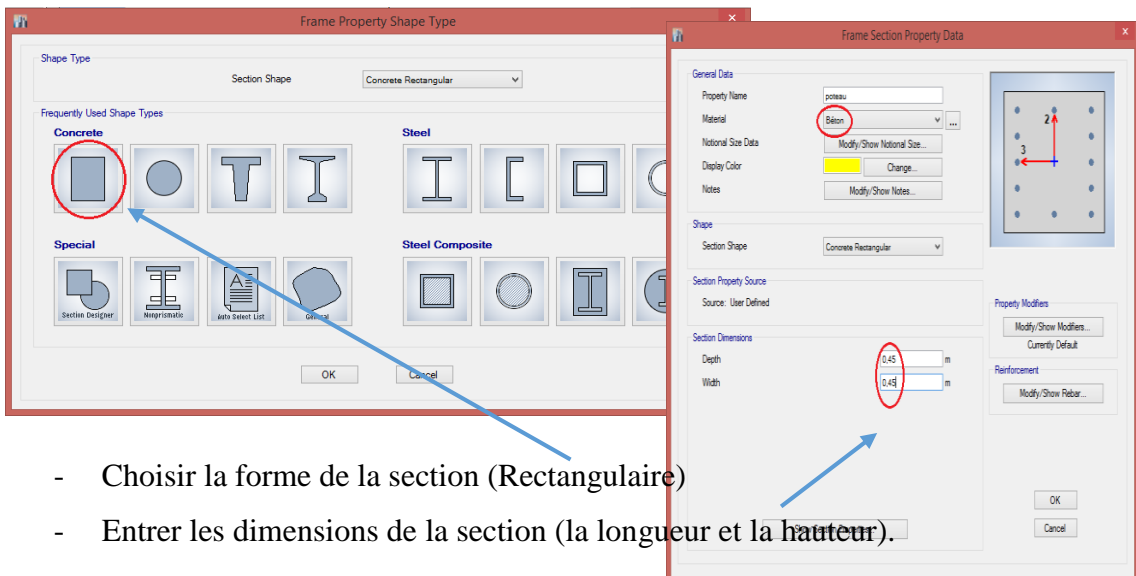 Frame Property Shape Type
Shape Type
Section Shape
Concrete Rectangular
Frequently Used Shape Types
Concrete
Steel
Special
Steel Composite
Section Designer
Nonprismatic
Auto Select List
General
OK
Cancel
Frame Section Property Data
x
General Data
Property Name
poteau
Material
Béton
...
Notional Size Data
Modify/Show Notional Size...
Display Color
Change...
Notes
Modify/Show Notes...
2
3
Shape
Section Shape
Concrete Rectangular
Section Property Source
Source: User Defined
Section Dimensions
Depth
0,45
m
Width
0,45
m
Property Modifiers
Modify/Show Modifiers...
Currently Default
Reinforcement
Modify/Show Rebar...
OK
Cancel
- Choisir la forme de la section (Rectangulaire)
- Entrer les dimensions de la section (la longueur et la hauteur).